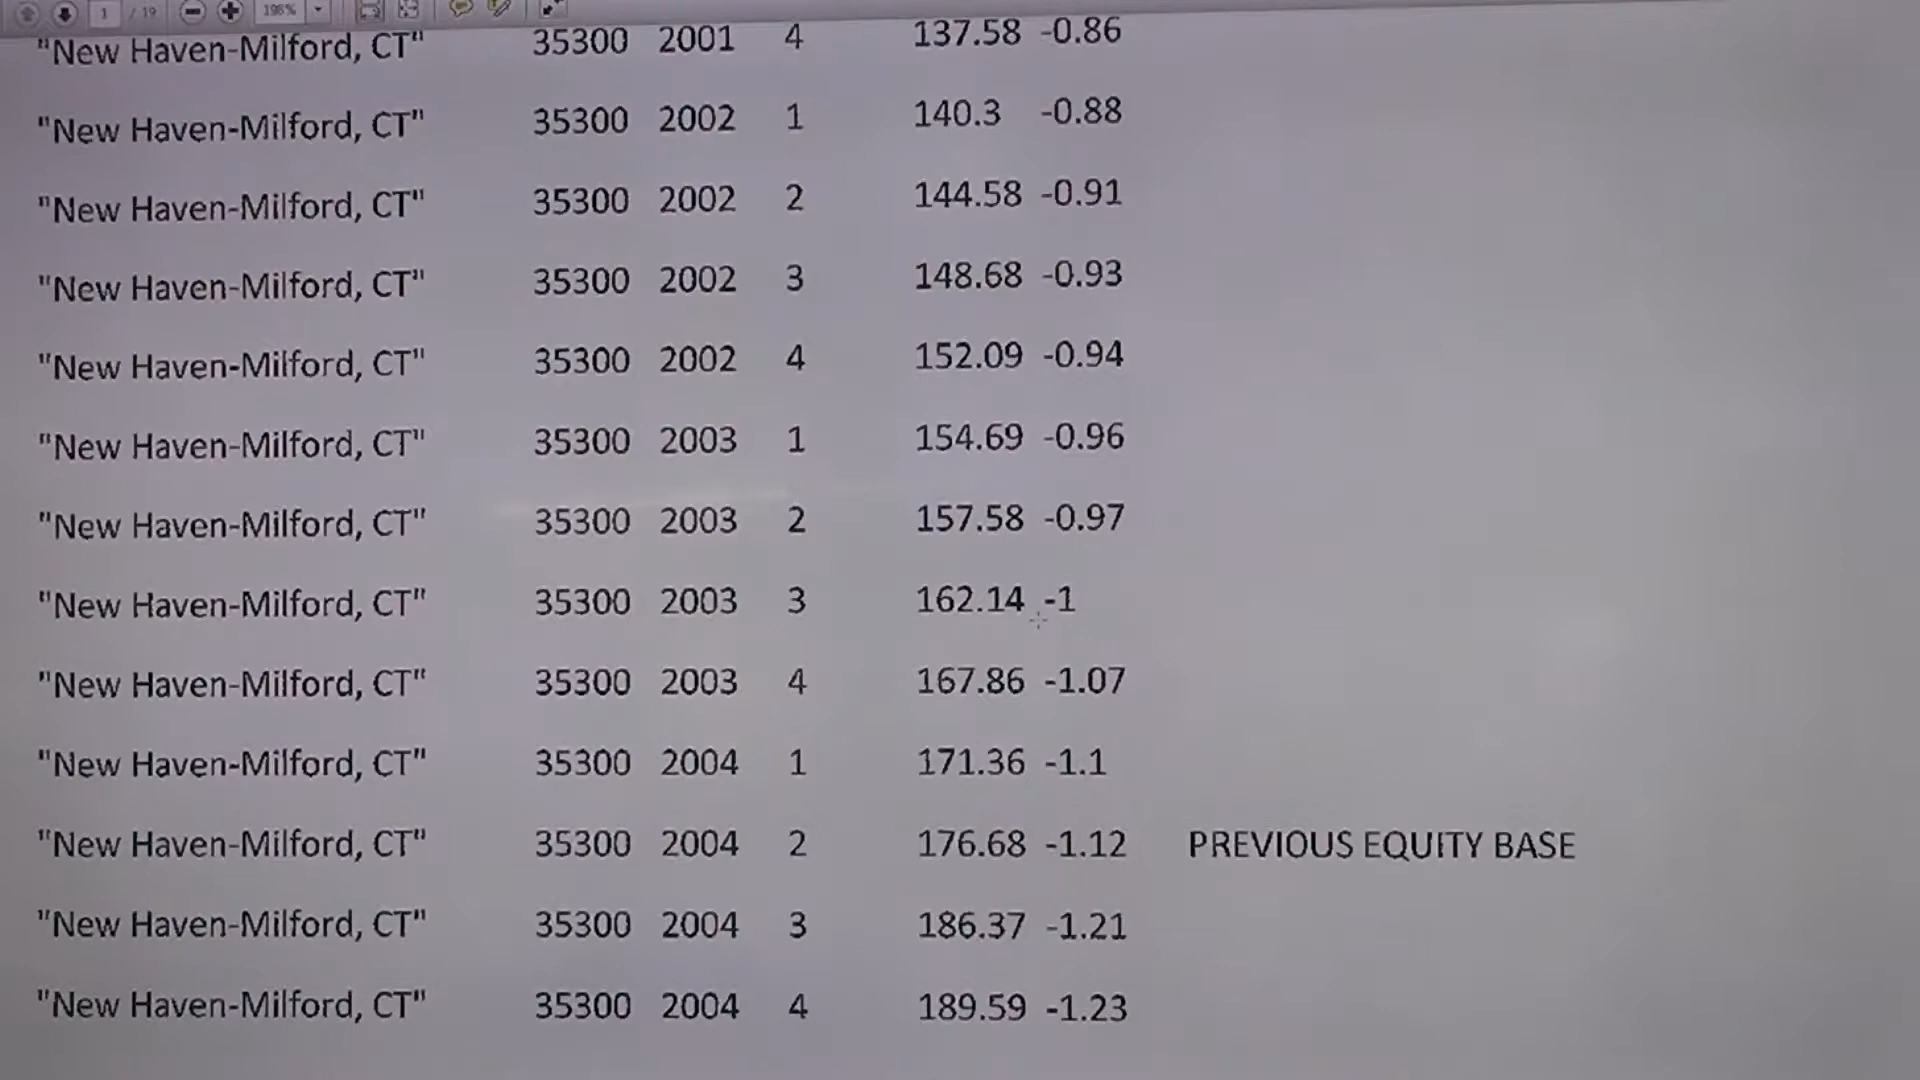 1 / 19 198%
"New Haven-Milford, CT" 35300 2001 4 137.58 -0.86
"New Haven-Milford, CT" 35300 2002 1 140.3 -0.88
"New Haven-Milford, CT" 35300 2002 2 144.58 -0.91
"New Haven-Milford, CT" 35300 2002 3 148.68 -0.93
"New Haven-Milford, CT" 35300 2002 4 152.09 -0.94
"New Haven-Milford, CT" 35300 2003 1 154.69 -0.96
"New Haven-Milford, CT" 35300 2003 2 157.58 -0.97
"New Haven-Milford, CT" 35300 2003 3 162.14 -1
"New Haven-Milford, CT" 35300 2003 4 167.86 -1.07
"New Haven-Milford, CT" 35300 2004 1 171.36 -1.1
"New Haven-Milford, CT" 35300 2004 2 176.68 -1.12 PREVIOUS EQUITY BASE
"New Haven-Milford, CT" 35300 2004 3 186.37 -1.21
"New Haven-Milford, CT" 35300 2004 4 189.59 -1.23